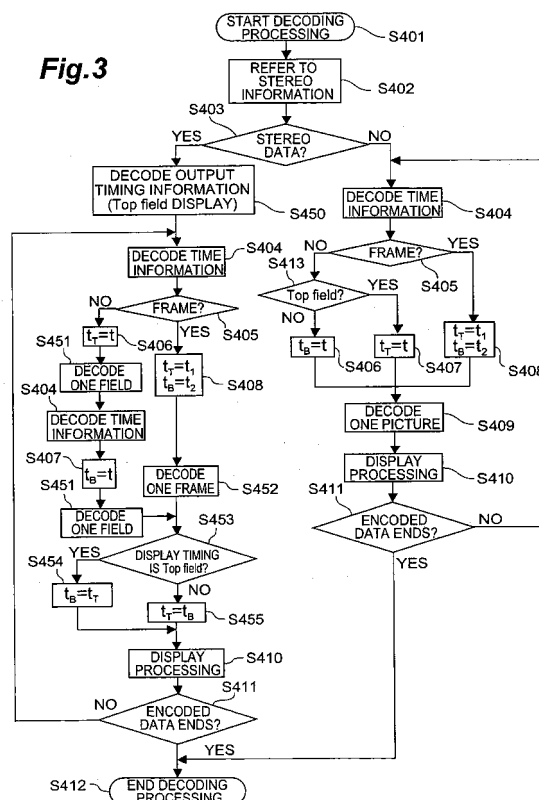 Fig.3
START DECODING
PROCESSING
S401
REFER TO
STEREO
INFORMATION
S402
S403
STEREO
DATA?
YES
NO
DECODE OUTPUT
TIMING INFORMATION
(Top field DISPLAY)
S450
DECODE TIME
INFORMATION
S404
FRAME?
S405
NO
YES
tT=t
S406
S451
DECODE
ONE FIELD
S404
DECODE TIME
INFORMATION
S407
tB=t
S451
DECODE
ONE FIELD
tT=t1
tB=t2
S408
DECODE
ONE FRAME
S452
S453
DISPLAY TIMING
IS Top field?
YES
NO
S454
tB=tT
tT=tB
S455
DISPLAY
PROCESSING
S410
S411
ENCODED
DATA ENDS?
NO
YES
DECODE TIME
INFORMATION
S404
FRAME?
S405
NO
YES
S413
Top field?
NO
YES
tB=t
S406
tT=t
S407
tT=t1
tB=t2
S408
DECODE
ONE PICTURE
S409
DISPLAY
PROCESSING
S410
S411
ENCODED
DATA ENDS?
NO
YES
S412
END DECODING
PROCESSING